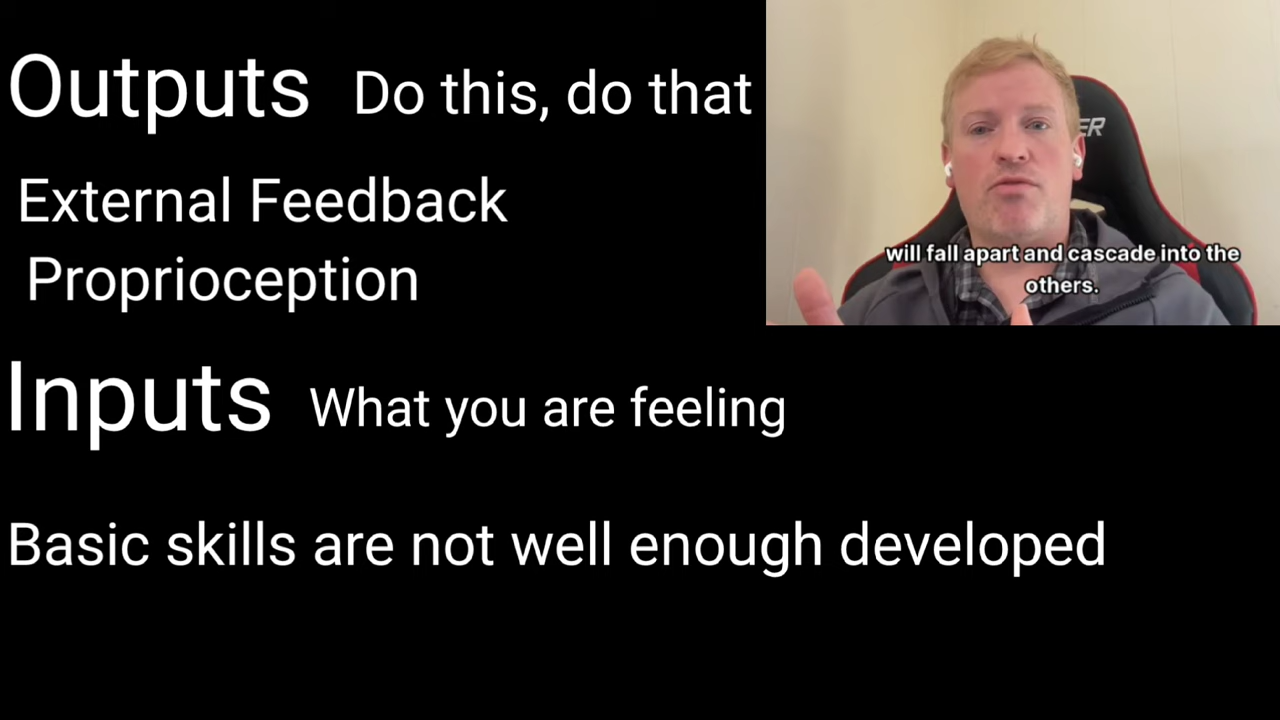 Outputs Do this, do that
External Feedback
Proprioception
Inputs What you are feeling
Basic skills are not well enough developed
ER
will fall apart and cascade into the
others.